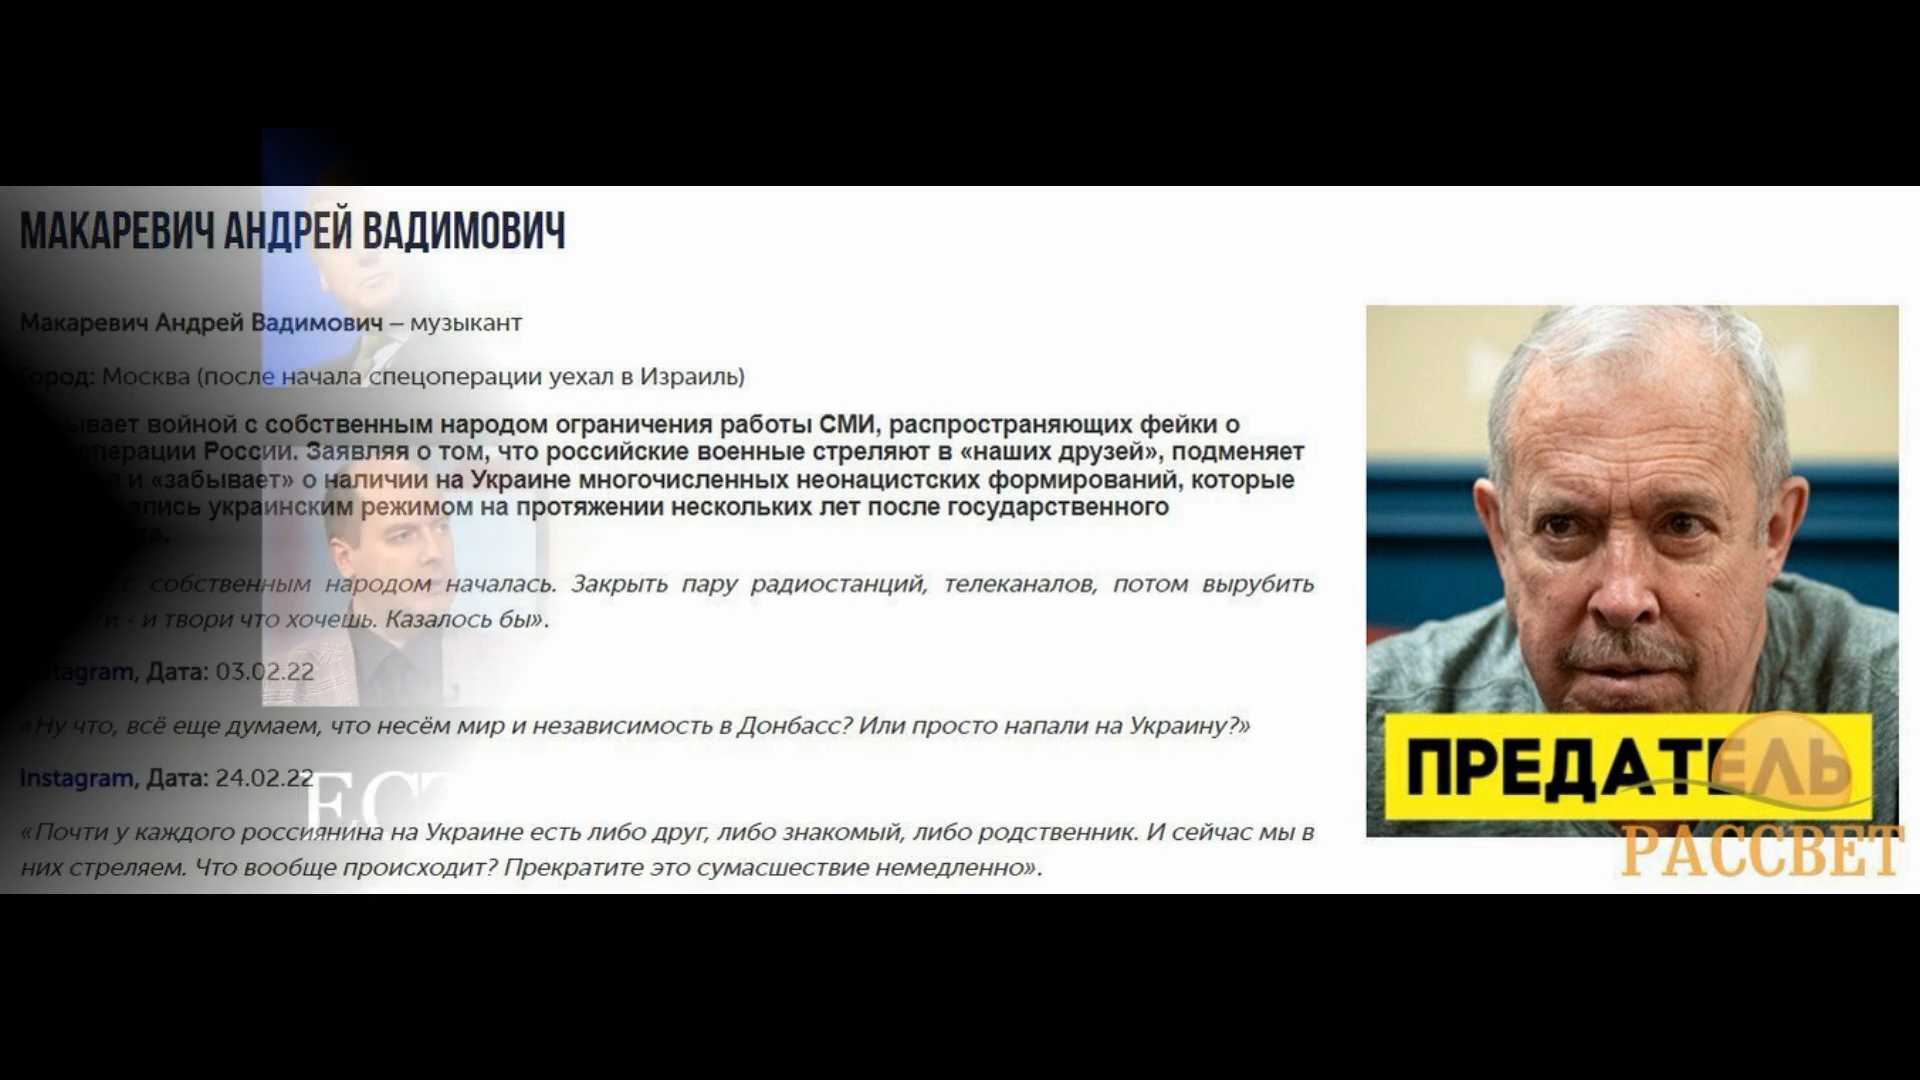 МАКАРЕВИЧ АНДРЕЙ ВАДИМОВИЧ
Макаревич Андрей Вадимович – музыкант
Город: Москва (после начала спецоперации уехал в Израиль)
войной с собственным народом ограничения работы СМИ, распространяющих фейки о
России. Заявляя о том, что российские военные стреляют в «наших друзей», подменяет
и «забывает» о наличии на Украине многочисленных неонацистских формирований, которые
украинским режимом на протяжении нескольких лет после государственного
с собственным народом началась. Закрыть пару радиостанций, телеканалов, потом вырубить
- и твори что хочешь. Казалось бы».
Instagram, Дата: 03.02.22
«Ну что, всё еще думаем, что несём мир и независимость в Донбасс? Или просто напали на Украину?»
Instagram, Дата: 24.02.22
«Почти у каждого россиянина на Украине есть либо друг, либо знакомый, либо родственник. И сейчас мы в
них стреляем. Что вообще происходит? Прекратите это сумасшествие немедленно».
ПРЕДАТЕЛЬ
РАССВЕТ